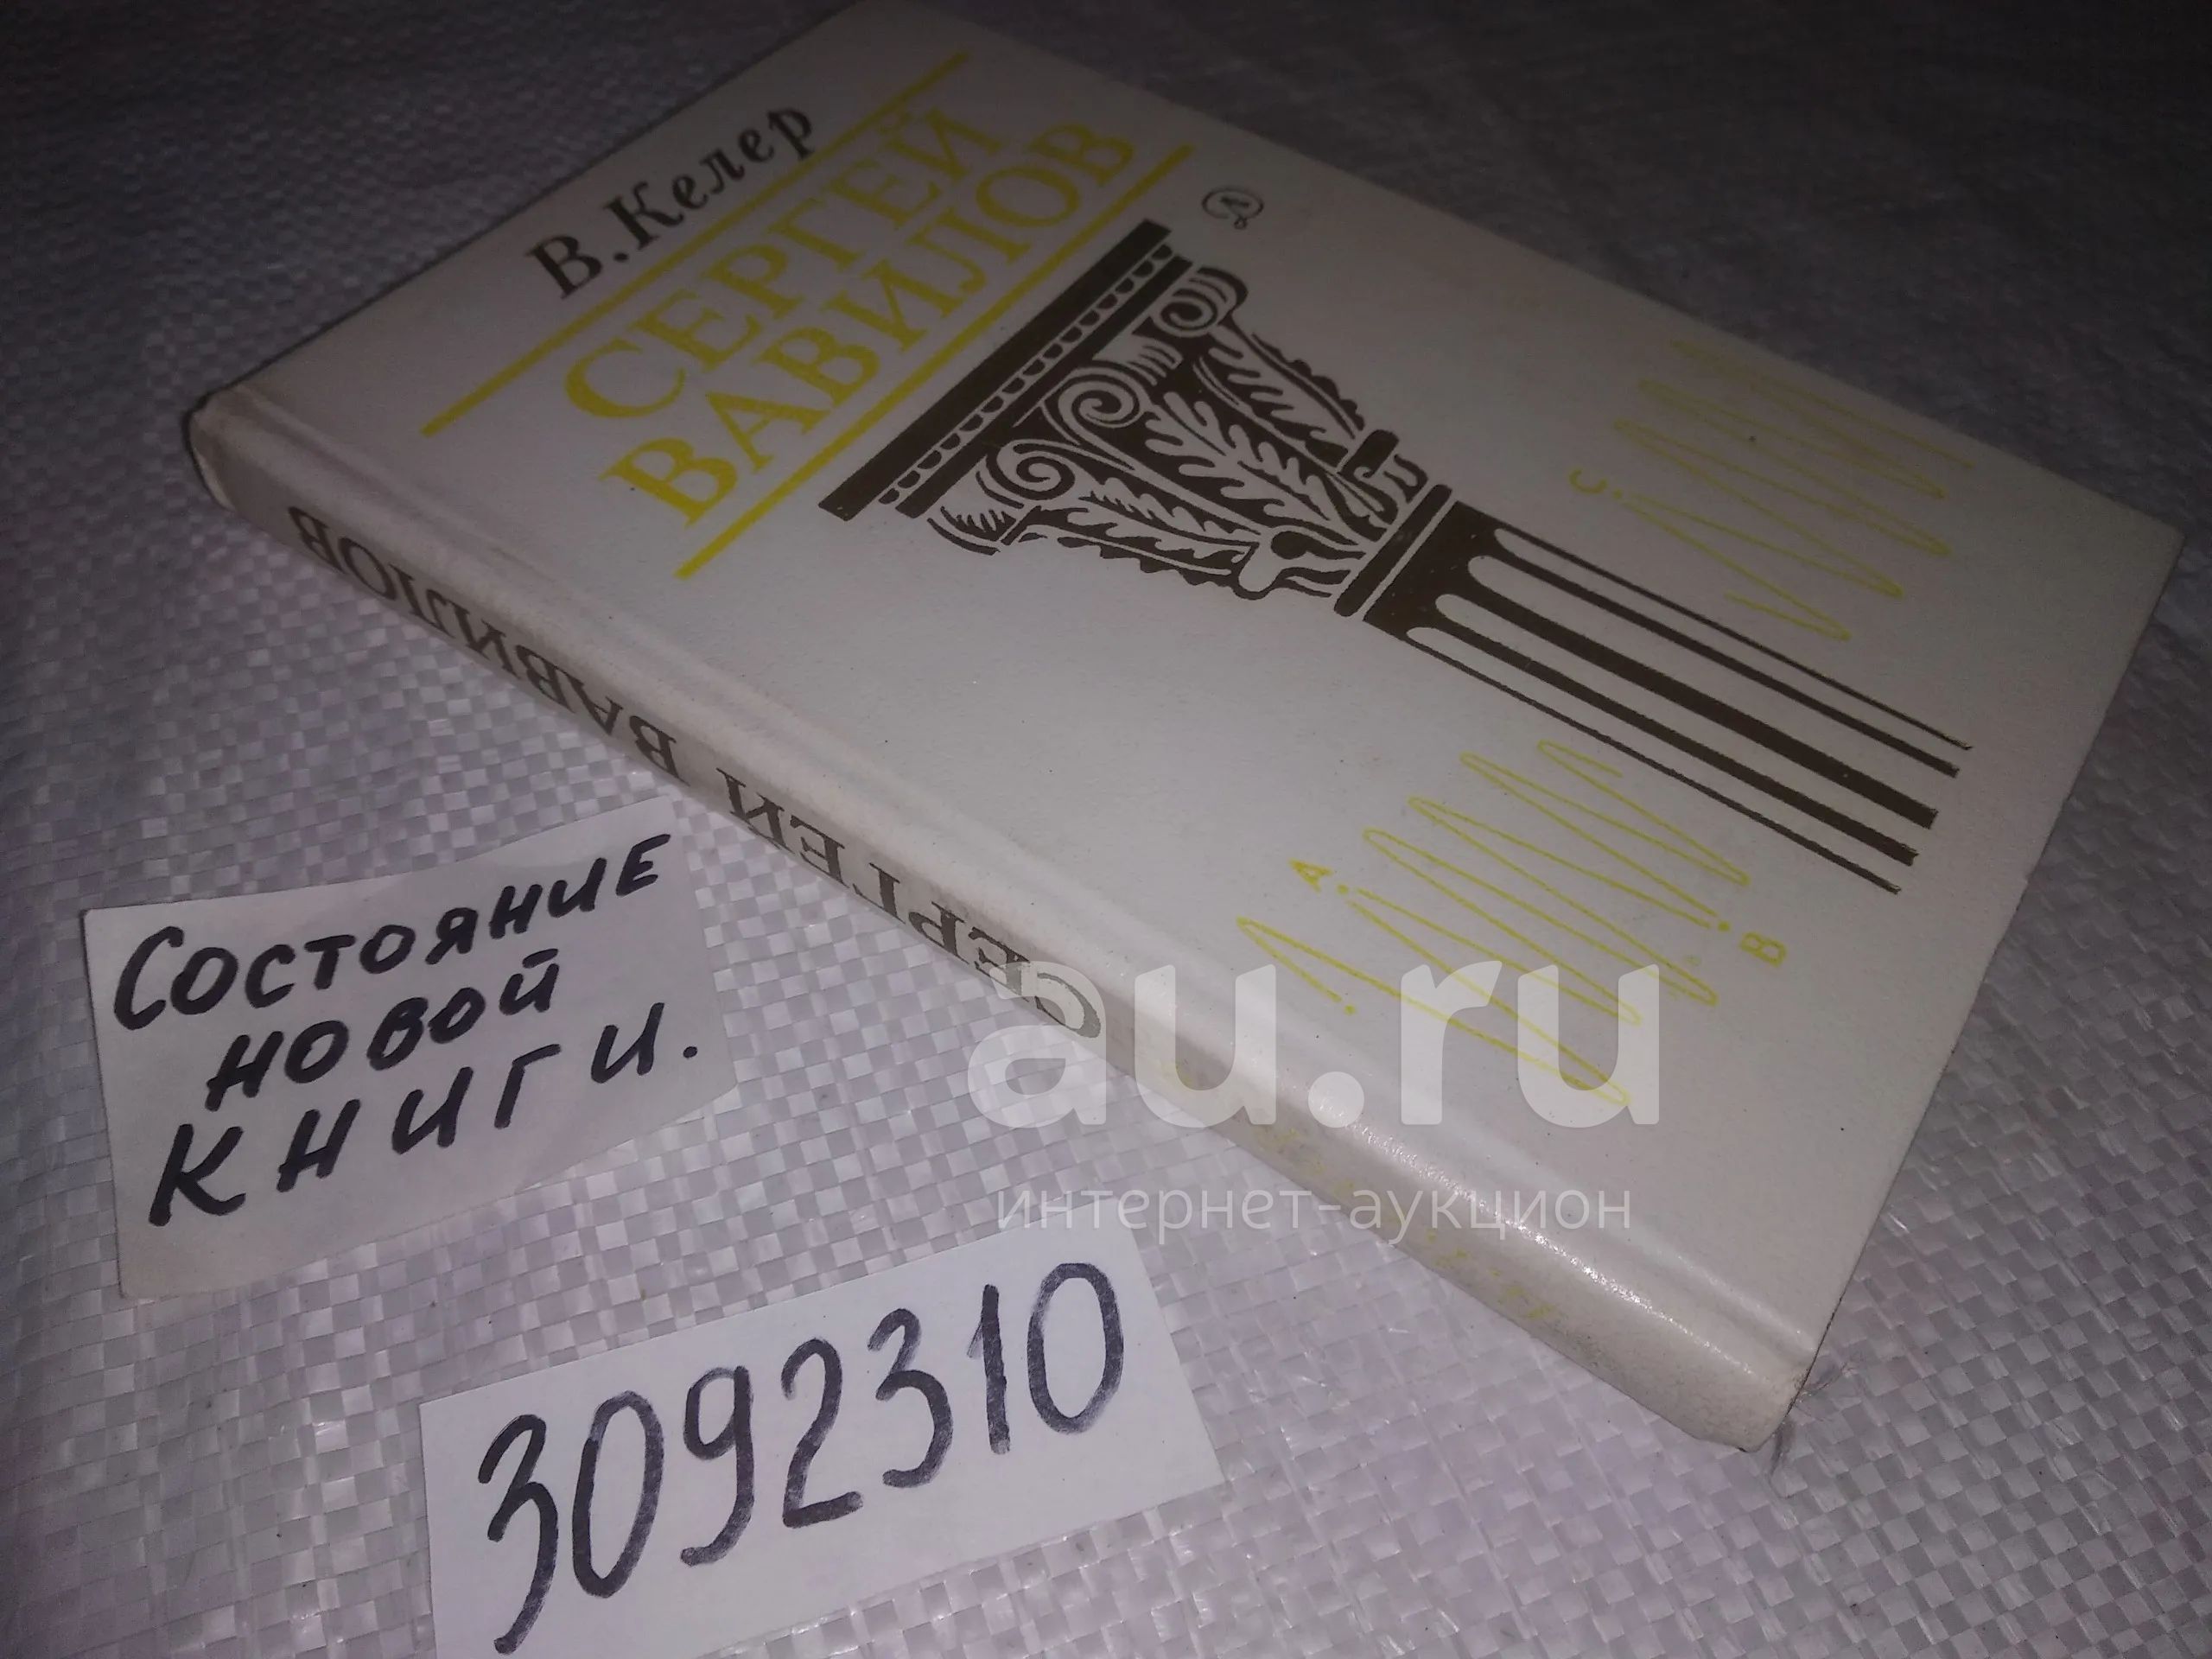 В. Келер
СЕРГЕЙ
ВАВИЛОВ
С
А
В
СЕРГЕЙ ВАВИЛОВ
Состояние
новой
книги.
3092310
au.ru
интернет-аукцион